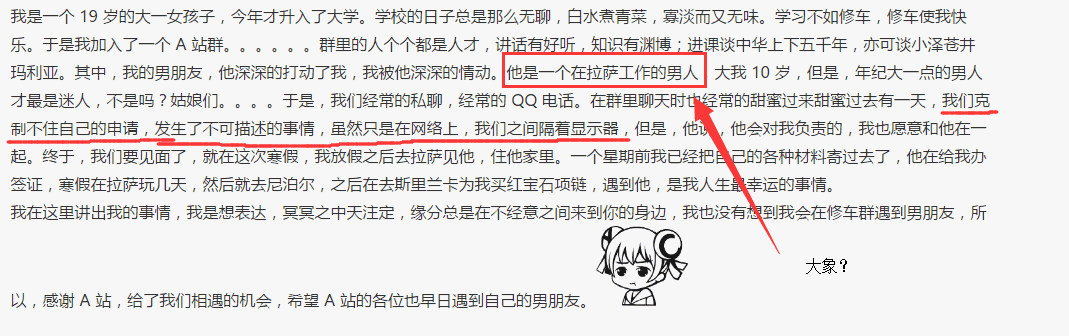 我是一个 19 岁的大一女孩子，今年才升入了大学。学校的日子总是那么无聊，白水煮青菜，寡淡而又无味。学习不如修车，修车使我快
乐。于是我加入了一个 A 站群。。。。。。群里的人个个都是人才，讲话有好听，知识有渊博；进课谈中华上下五千年，亦可谈小泽苍井
玛利亚。其中，我的男朋友，他深深的打动了我，我被他深深的情动。他是一个在拉萨工作的男人，大我 10 岁，但是，年纪大一点的男人
才最是迷人，不是吗？姑娘们。。。。于是，我们经常的私聊，经常的 QQ 电话。在群里聊天时也经常的甜蜜过来甜蜜过去有一天，我们克
制不住自己的申请，发生了不可描述的事情，虽然只是在网络上，我们之间隔着显示器，但是，他说，他会对我负责的，我也愿意和他在一
起。终于，我们要见面了，就在这次寒假，我放假之后去拉萨见他，住他家里。一个星期前我已经把自己的各种材料寄过去了，他在给我办
签证，寒假在拉萨玩几天，然后就去尼泊尔，之后在去斯里兰卡为我买红宝石项链，遇到他，是我人生最幸运的事情。
我在这里讲出我的事情，我是想表达，冥冥之中天注定，缘分总是在不经意之间来到你的身边，我也没有想到我会在修车群遇到男朋友，所
大象？
以，感谢 A 站，给了我们相遇的机会，希望 A 站的各位也早日遇到自己的男朋友。